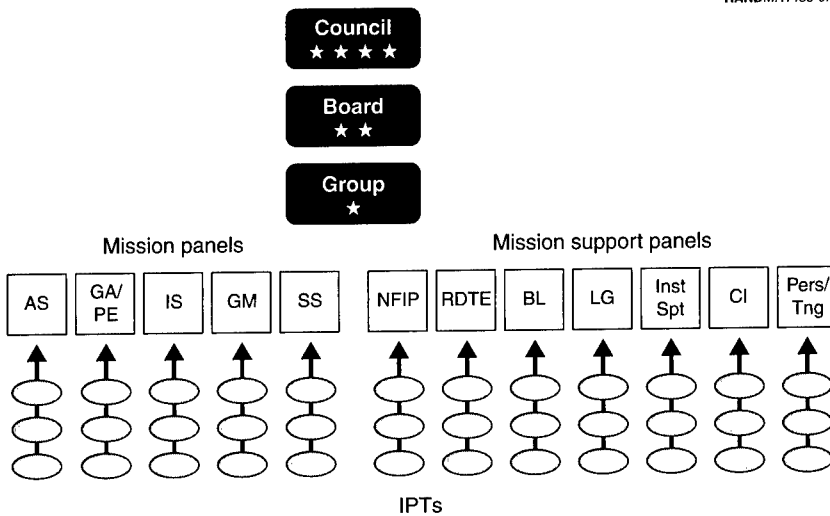 Council
★ ★ ★ ★
Board
★ ★
Group
★
Mission panels
Mission support panels
AS
GA/
PE
IS
GM
SS
NFIP
RDTE
BL
LG
Inst
Spt
CI
Pers/
Tng
IPTs